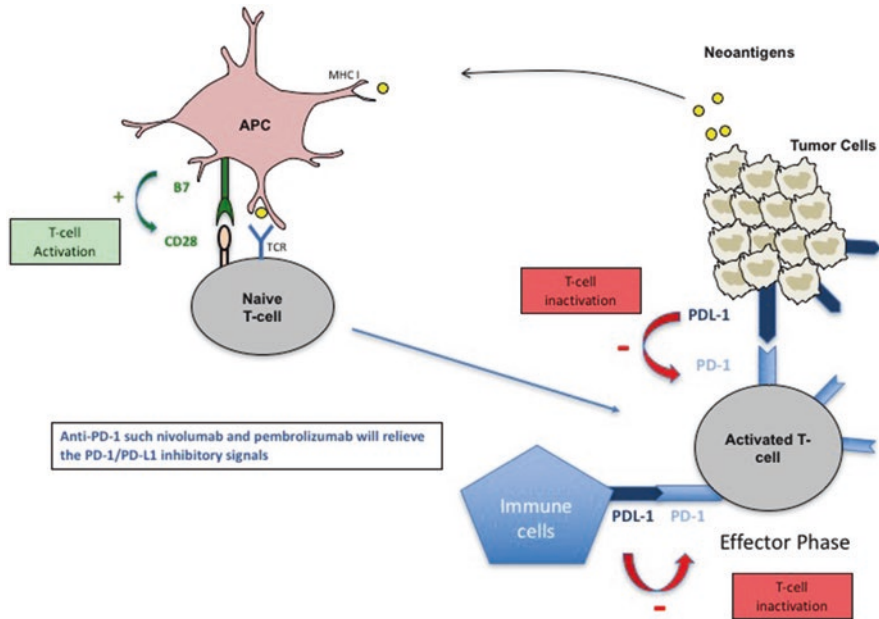 Neoantigens
MHC I
APC
Tumor Cells
B7
+
T-cell
Activation
CD28
TCR
Naive
T-cell
T-cell
inactivation
PDL-1
-
PD-1
Anti-PD-1 such nivolumab and pembrolizumab will relieve
the PD-1/PD-L1 inhibitory signals
Activated T-
cell
Immune
cells
PDL-1
PD-1
Effector Phase
-
T-cell
inactivation